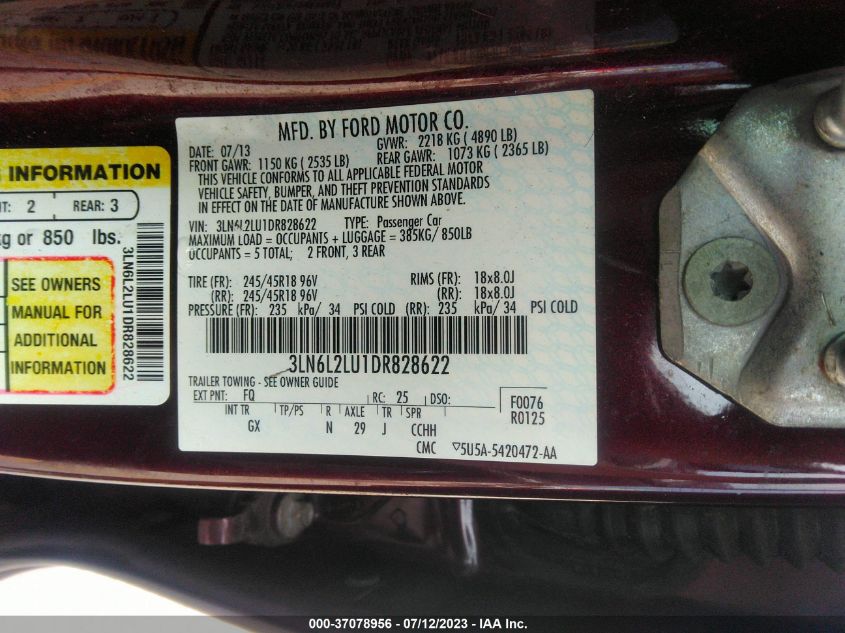 MFD. BY FORD MOTOR CO.
DATE: 07/13 GVWR: 2218 KG ( 4890 LB)
FRONT GAWR: 1150 KG ( 2535 LB) REAR GAWR: 1073 KG ( 2365 LB)
THIS VEHICLE CONFORMS TO ALL APPLICABLE FEDERAL MOTOR
VEHICLE SAFETY, BUMPER, AND THEFT PREVENTION STANDARDS
IN EFFECT ON THE DATE OF MANUFACTURE SHOWN ABOVE.
VIN: 3LN6L2LU1DR828622 TYPE: Passenger Car
MAXIMUM LOAD = OCCUPANTS + LUGGAGE = 385KG/ 850LB
OCCUPANTS = 5 TOTAL; 2 FRONT, 3 REAR
TIRE (FR): 245/45R18 96V RIMS (FR): 18x8.0J
(RR): 245/45R18 96V (RR): 18x8.0J
PRESSURE (FR): 235 kPa/ 34 PSI COLD (RR): 235 kPa/ 34 PSI COLD
3LN6L2LU1DR828622
TRAILER TOWING - SEE OWNER GUIDE
EXT PNT: FQ RC: 25 DSO: F0076
INT TR TP/PS R AXLE TR SPR R0125
GX N 29 J CCHH
CMC ▽5U5A-5420472-AA
INFORMATION
2 REAR: 3
kg or 850 lbs.
SEE OWNERS
MANUAL FOR
ADDITIONAL
INFORMATION
3LN6L2LU1DR828622
000-37078956 - 07/12/2023 - IAA Inc.